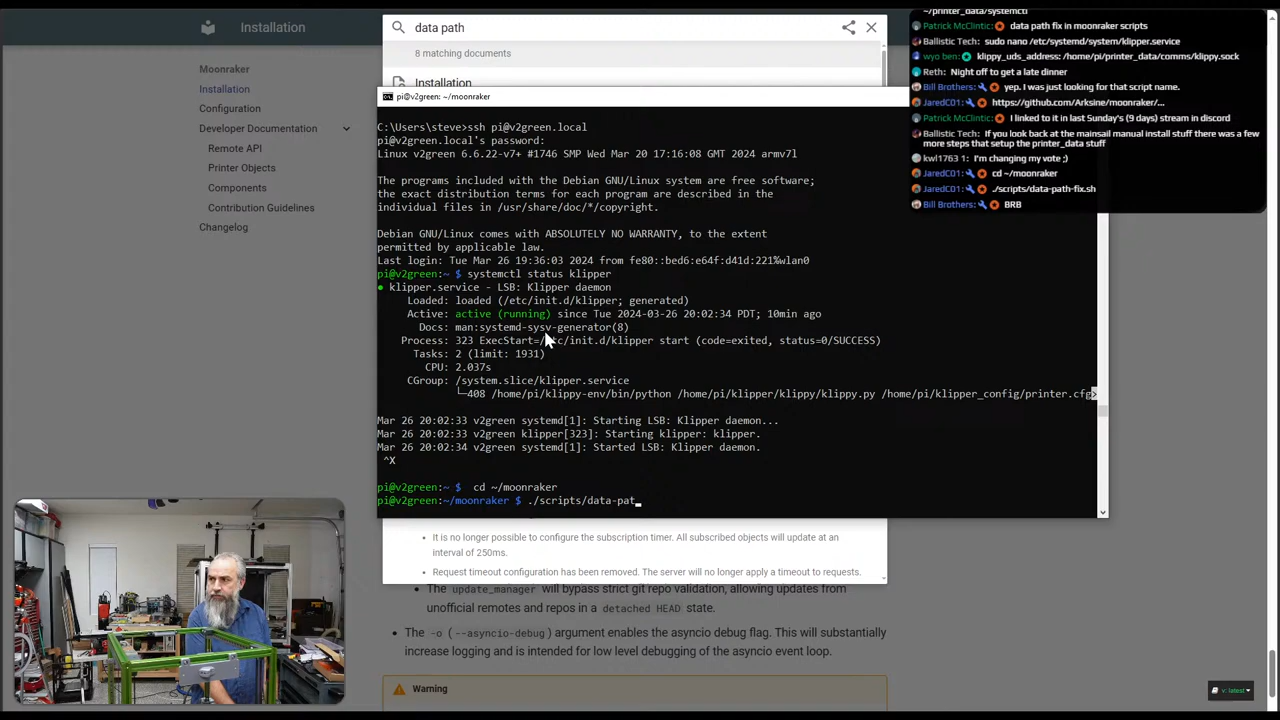 Installation
Moonraker
Installation
Configuration
Developer Documentation
Remote API
Printer Objects
Components
Contribution Guidelines
Changelog
data path
8 matching documents
Installation
pi@v2green: ~/moonraker
C:\Users\steve>ssh pi@v2green.local
pi@v2green.local's password:
Linux v2green 6.6.22-v7+ #1746 SMP Wed Mar 20 17:16:08 GMT 2024 armv7l
The programs included with the Debian GNU/Linux system are free software;
the exact distribution terms for each program are described in the
individual files in /usr/share/doc/*/copyright.
Debian GNU/Linux comes with ABSOLUTELY NO WARRANTY, to the extent
permitted by applicable law.
Last login: Tue Mar 26 19:36:03 2024 from fe80::bed6:e64f:d41d:221%wlan0
pi@v2green:~ $ systemctl status klipper
● klipper.service - LSB: Klipper daemon
Loaded: loaded (/etc/init.d/klipper; generated)
Active: active (running) since Tue 2024-03-26 20:02:34 PDT; 10min ago
Docs: man:systemd-sysv-generator(8)
Process: 323 ExecStart=/etc/init.d/klipper start (code=exited, status=0/SUCCESS)
Tasks: 2 (limit: 1931)
CPU: 2.037s
CGroup: /system.slice/klipper.service
└─408 /home/pi/klippy-env/bin/python /home/pi/klipper/klippy/klippy.py /home/pi/klipper_config/printer.cfg>
Mar 26 20:02:33 v2green systemd[1]: Starting LSB: Klipper daemon...
Mar 26 20:02:33 v2green klipper[323]: Starting klipper: klipper.
Mar 26 20:02:34 v2green systemd[1]: Started LSB: Klipper daemon.
^X
pi@v2green:~ $  cd ~/moonraker
pi@v2green:~/moonraker $ ./scripts/data-pat
~/printer_data/systemctl
Patrick McClintic: data path fix in moonraker scripts
Ballistic Tech: sudo nano /etc/systemd/system/klipper.service
wyo ben: klippy_uds_address: /home/pi/printer_data/comms/klippy.sock
Reth: Night off to get a late dinner
Bill Brothers: yep. I was just looking for that script name.
JaredC01: https://github.com/Arksine/moonraker/...
Patrick McClintic: I linked to it in last Sunday's (9 days) stream in discord
Ballistic Tech: If you look back at the mainsail manual install stuff there was a few
more steps that setup the printer_data stuff
kwl1763 1: I'm changing my vote ;)
JaredC01: cd ~/moonraker
JaredC01: ./scripts/data-path-fix.sh
Bill Brothers: BRB
• It is no longer possible to configure the subscription timer. All subscribed objects will update at an
interval of 250ms.
• Request timeout configuration has been removed. The server will no longer apply a timeout to requests.
• The update_manager will bypass strict git repo validation, allowing updates from
unofficial remotes and repos in a detached HEAD state.
• The -o ( --asyncio-debug) argument enables the asyncio debug flag. This will substantially
increase logging and is intended for low level debugging of the asyncio event loop.
Warning
v: latest